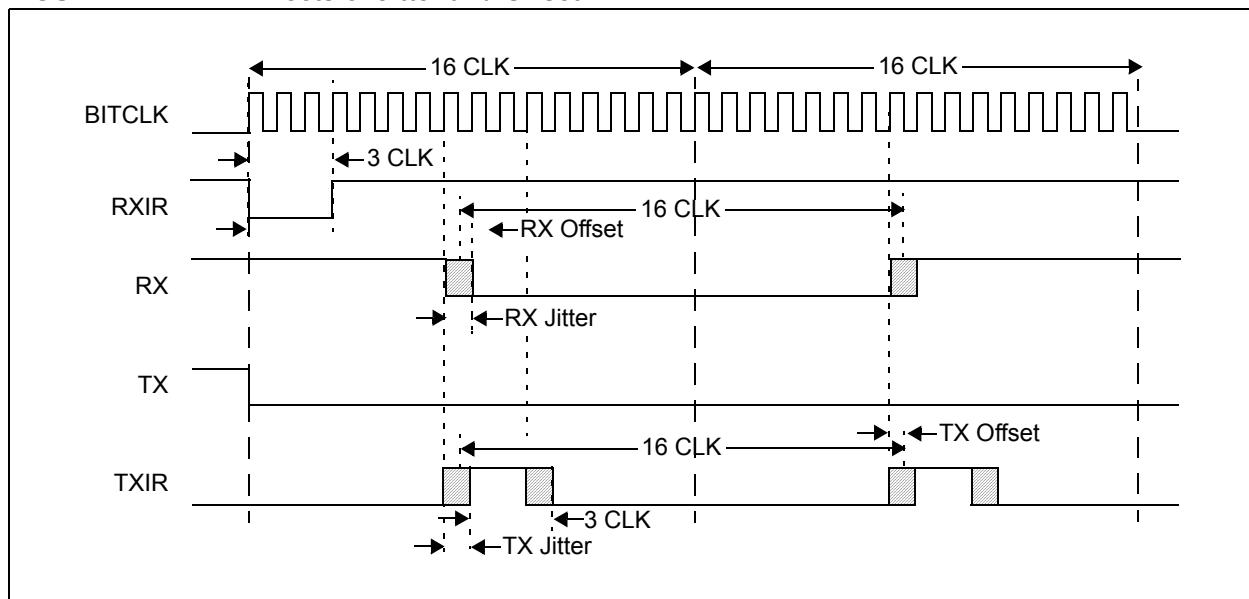 16 CLK
16 CLK
BITCLK
3 CLK
RXIR
16 CLK
RX Offset
RX
RX Jitter
TX
TX Offset
16 CLK
TXIR
3 CLK
TX Jitter